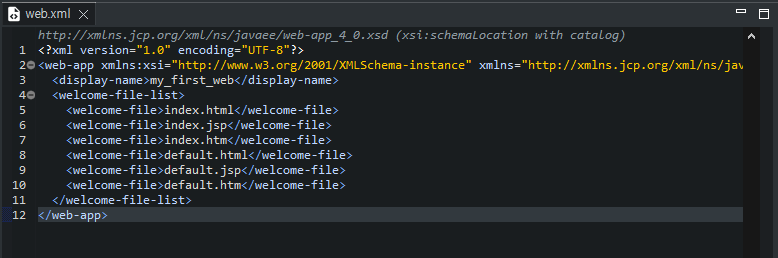 web.xml
http://xmlns.jcp.org/xml/ns/javaee/web-app_4_0.xsd (xsi:schemaLocation with catalog)
1 <?xml version="1.0" encoding="UTF-8"?>
2 <web-app xmlns:xsi="http://www.w3.org/2001/XMLSchema-instance" xmlns="http://xmlns.jcp.org/xml/ns/jav
3 <display-name>my_first_web</display-name>
4 <welcome-file-list>
5 <welcome-file>index.html</welcome-file>
6 <welcome-file>index.jsp</welcome-file>
7 <welcome-file>index.htm</welcome-file>
8 <welcome-file>default.html</welcome-file>
9 <welcome-file>default.jsp</welcome-file>
10 <welcome-file>default.htm</welcome-file>
11 </welcome-file-list>
12 </web-app>